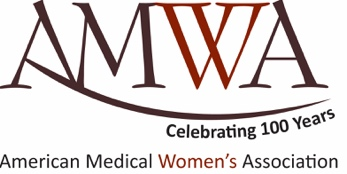 AMWA
Celebrating 100 Years
American Medical Women's Association